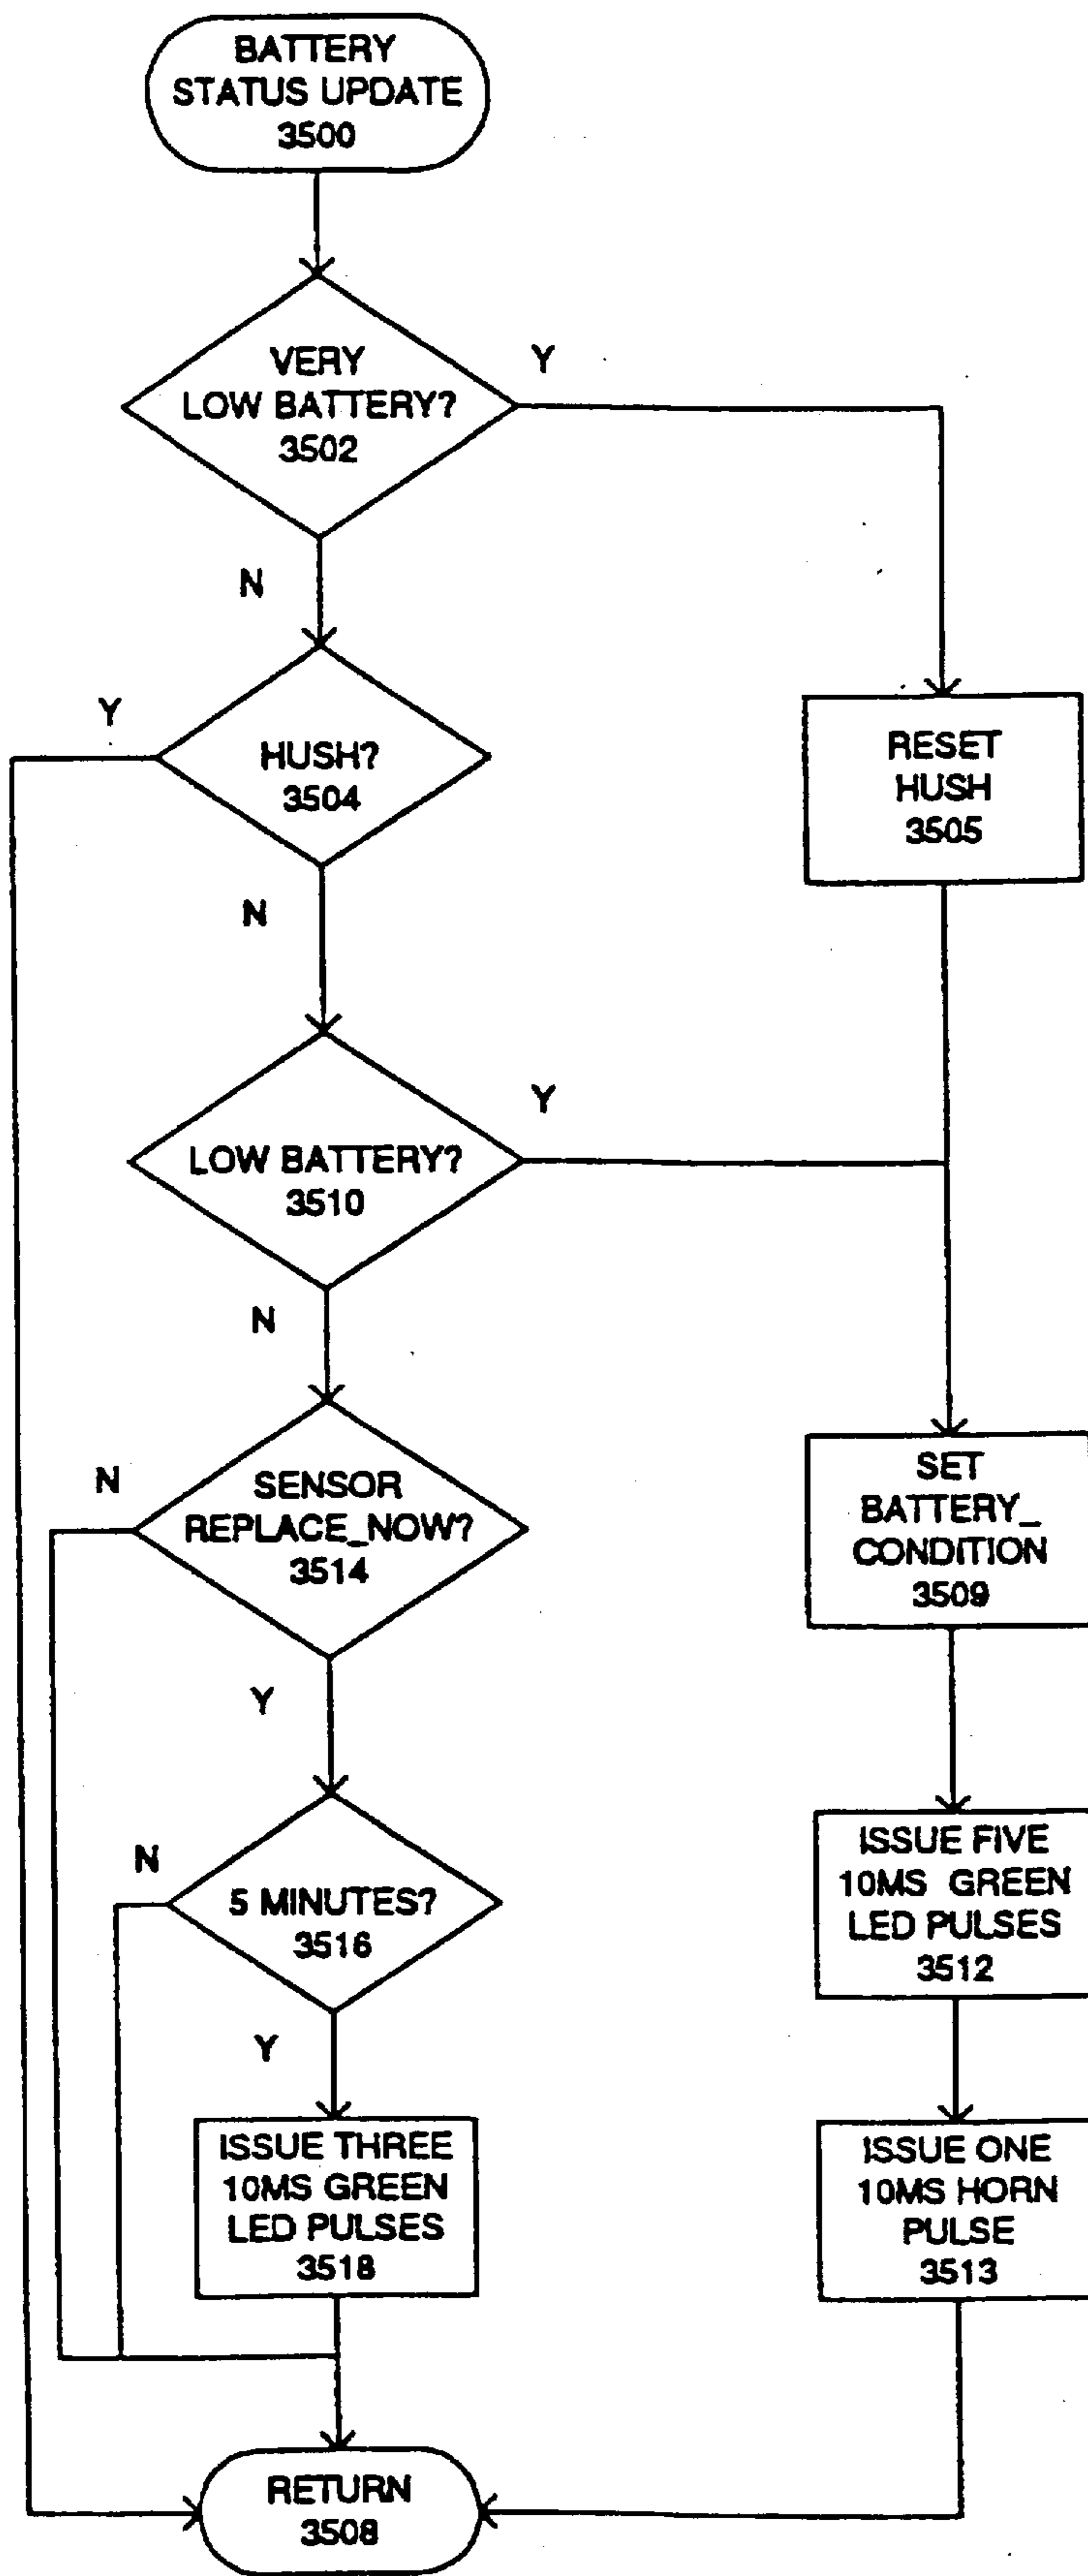 BATTERY
STATUS UPDATE
3500
VERY
LOW BATTERY?
3502
Y
N
HUSH?
3504
Y
N
RESET
HUSH
3505
LOW BATTERY?
3510
Y
N
SENSOR
REPLACE_NOW?
3514
N
Y
SET
BATTERY_
CONDITION
3509
5 MINUTES?
3516
N
Y
ISSUE FIVE
10MS GREEN
LED PULSES
3512
ISSUE THREE
10MS GREEN
LED PULSES
3518
ISSUE ONE
10MS HORN
PULSE
3513
RETURN
3508